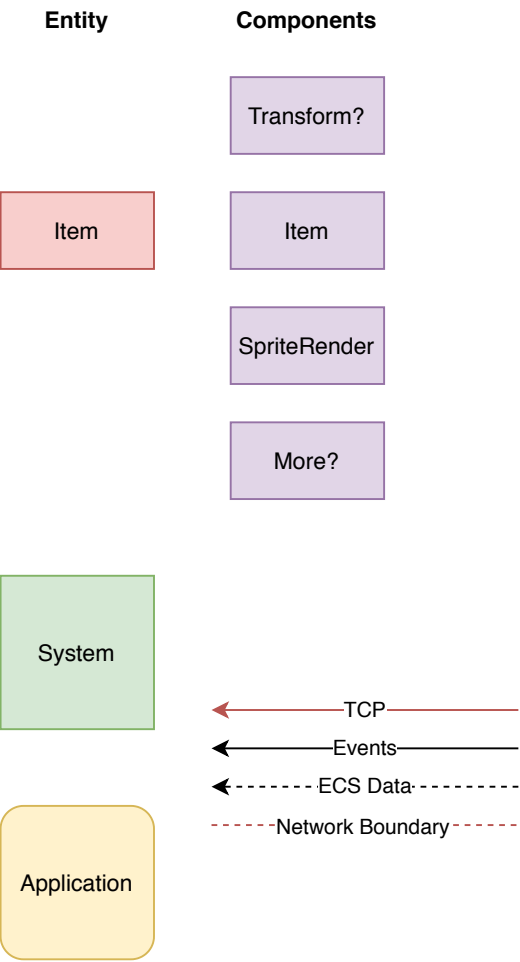 Entity
Components
Transform?
Item
Item
SpriteRender
More?
System
TCP
Events
ECS Data
Network Boundary
Application